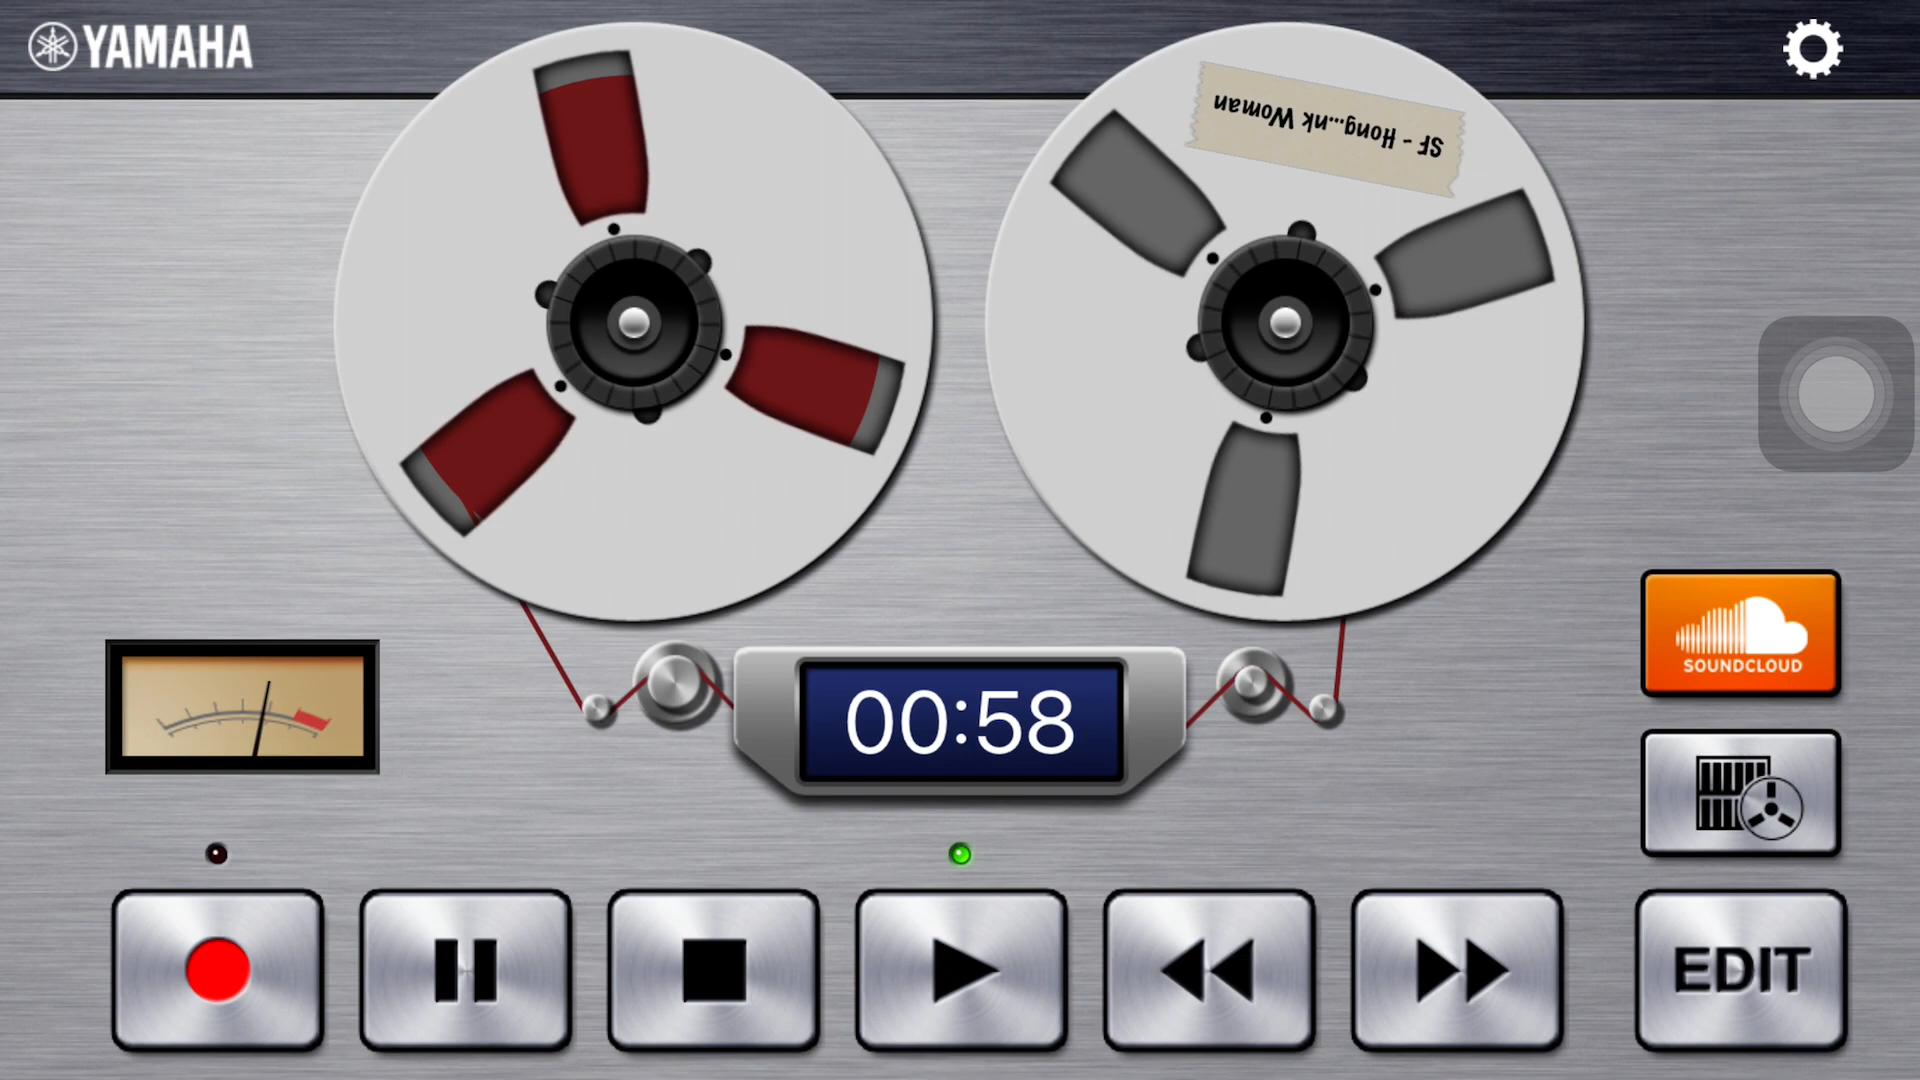 YAMAHA
SF - Hong...nk Woman
00:58
SOUNDCLOUD
EDIT